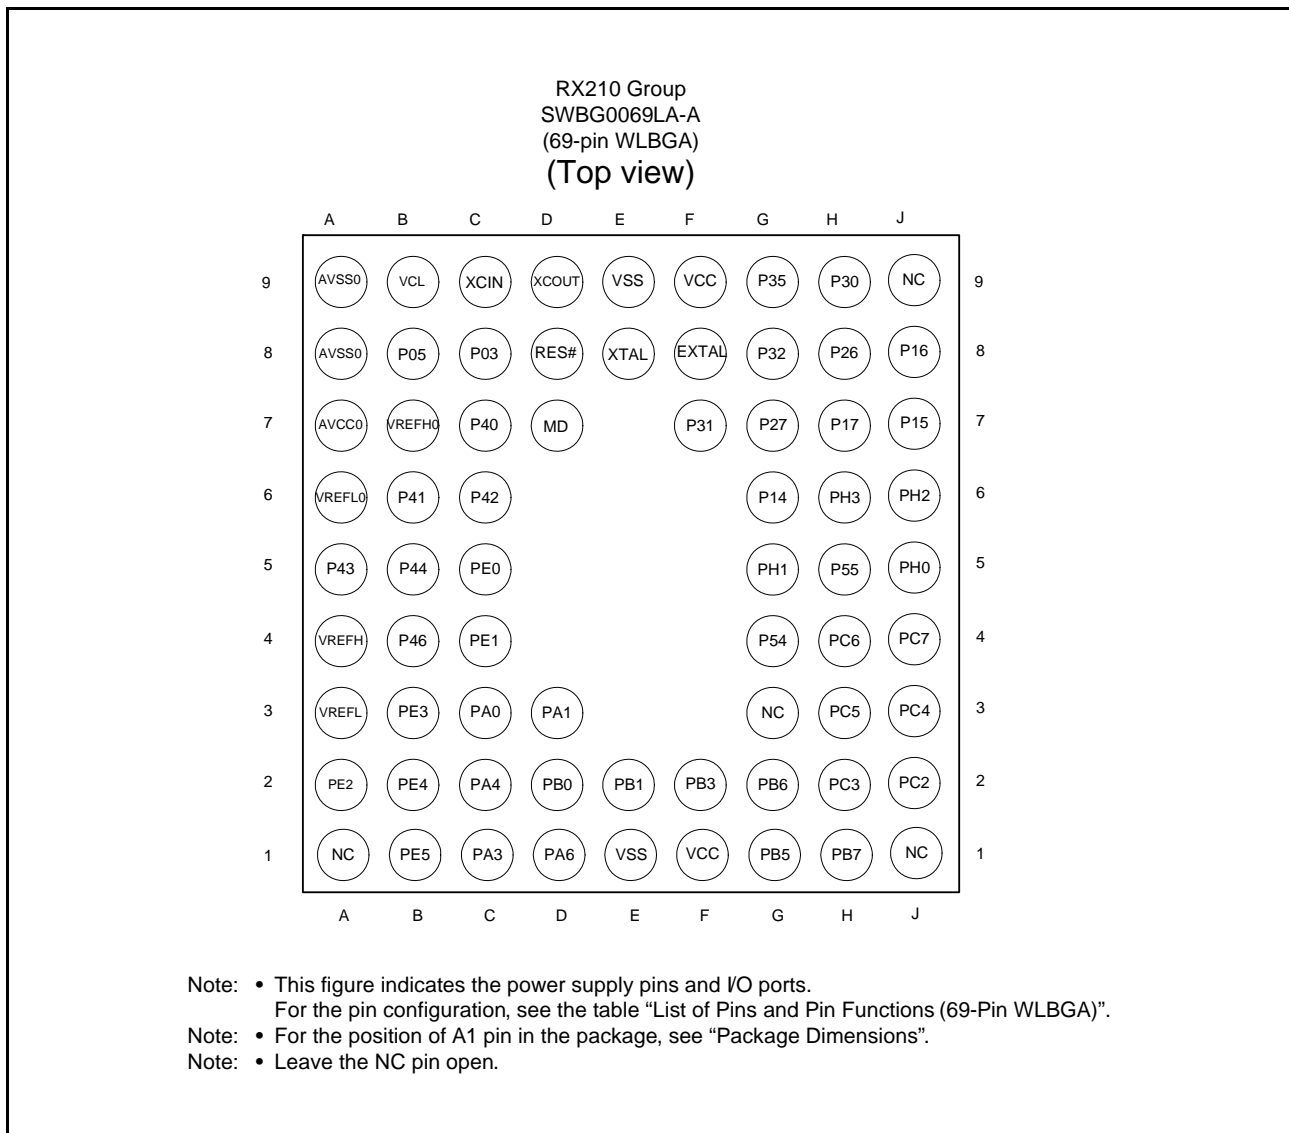 RX210 Group
SWBG0069LA-A
(69-pin WLBGA)
(Top view)
A B C D E F G H J
9 AVSS0 VCL XCIN XCOUT VSS VCC P35 P30 NC 9
8 AVSS0 P05 P03 RES# XTAL EXTAL P32 P26 P16 8
7 AVCC0 VREFH0 P40 MD P31 P27 P17 P15 7
6 VREFL0 P41 P42 P14 PH3 PH2 6
5 P43 P44 PE0 PH1 P55 PH0 5
4 VREFH P46 PE1 P54 PC6 PC7 4
3 VREFL PE3 PA0 PA1 NC PC5 PC4 3
2 PE2 PE4 PA4 PB0 PB1 PB3 PB6 PC3 PC2 2
1 NC PE5 PA3 PA6 VSS VCC PB5 PB7 NC 1
A B C D E F G H J
Note: • This figure indicates the power supply pins and I/O ports.
For the pin configuration, see the table “List of Pins and Pin Functions (69-Pin WLBGA)”.
Note: • For the position of A1 pin in the package, see “Package Dimensions”.
Note: • Leave the NC pin open.